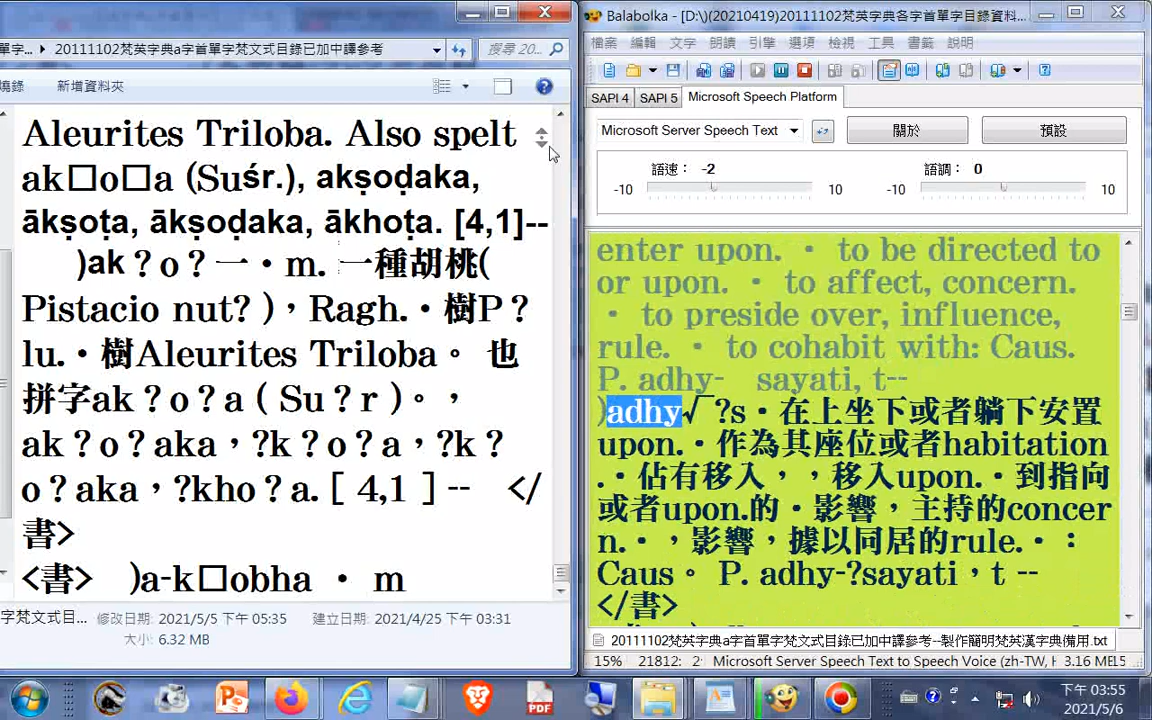 單字... ▸ 20111102梵英字典a字首單字梵文式目錄已加中譯參考
搜尋 20...
燒錄 新增資料夾
Aleurites Triloba. Also spelt
ak□o□a (Suśr.), akṣoḍaka,
ākṣoṭa, ākṣoḍaka, ākhoṭa. [4,1]--
)ak？o？一・m. 一種胡桃(
Pistacio nut? )，Ragh.・樹P？
lu.・樹Aleurites Triloba。 也
拼字ak？o？a ( Su？r )。，
ak？o？aka，?k？o？a，?k？
o？aka，?kho？a. [ 4,1 ] -- </
書>
<書> )a-k□obha ・ m
字梵文式目... 修改日期: 2021/5/5 下午 05:35 建立日期: 2021/4/25 下午 03:31
大小: 6.32 MB
Balabolka - [D:\)(20210419)20111102梵英字典各字首單字目錄資料...
檔案 編輯 文字 朗讀 引擎 選項 檢視 工具 書籤 說明
SAPI 4 SAPI 5 Microsoft Speech Platform
Microsoft Server Speech Text 關於 預設
語速： -2 語調： 0
-10 10 -10 10
enter upon. ・ to be directed to
or upon. ・ to affect, concern.
・ to preside over, influence,
rule. ・ to cohabit with: Caus.
P. adhy- sayati, t--
)adhy√ ?s・在上坐下或者躺下安置
upon.・作為其座位或者habitation
.・佔有移入，，移入upon.・到指向
或者upon.的・影響，主持的concer
n.・，影響，據以同居的rule.・：
Caus。 P. adhy-?sayati，t --
</書>
20111102梵英字典a字首單字梵文式目錄已加中譯參考--製作簡明梵英漢字典備用.txt
15% 21812: 2 Microsoft Server Speech Text to Speech Voice (zh-TW, H 3.16 MB
下午 03:55
2021/5/6